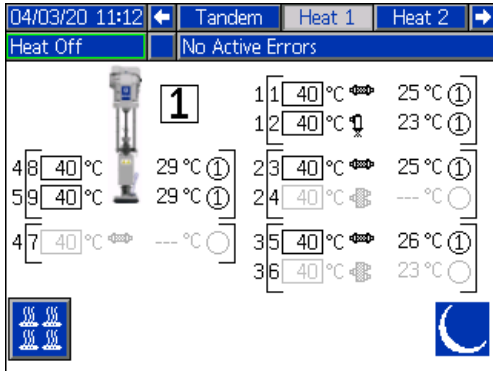 04/03/20 11:12 Tandem Heat 1 Heat 2
Heat Off No Active Errors
1
1 1 40 °C 25 °C 1
1 2 40 °C 23 °C 1
4 8 40 °C 29 °C 1
5 9 40 °C 29 °C 1
2 3 40 °C 25 °C 1
2 4 40 °C --- °C
4 7 40 °C --- °C
3 5 40 °C 26 °C 1
3 6 40 °C 23 °C